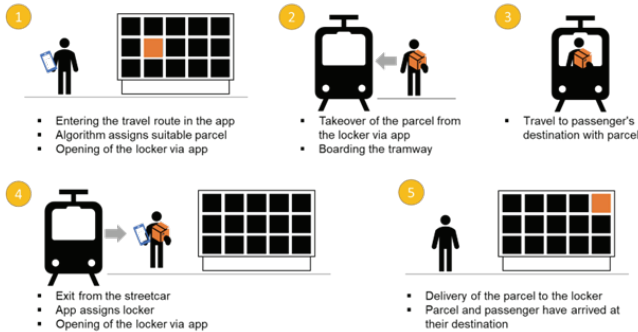 1
▪ Entering the travel route in the app
▪ Algorithm assigns suitable parcel
▪ Opening of the locker via app
2
▪ Takeover of the parcel from
the locker via app
▪ Boarding the tramway
3
▪ Travel to passenger's
destination with parcel
4
▪ Exit from the streetcar
▪ App assigns locker
▪ Opening of the locker via app
5
▪ Delivery of the parcel to the locker
▪ Parcel and passenger have arrived at
their destination